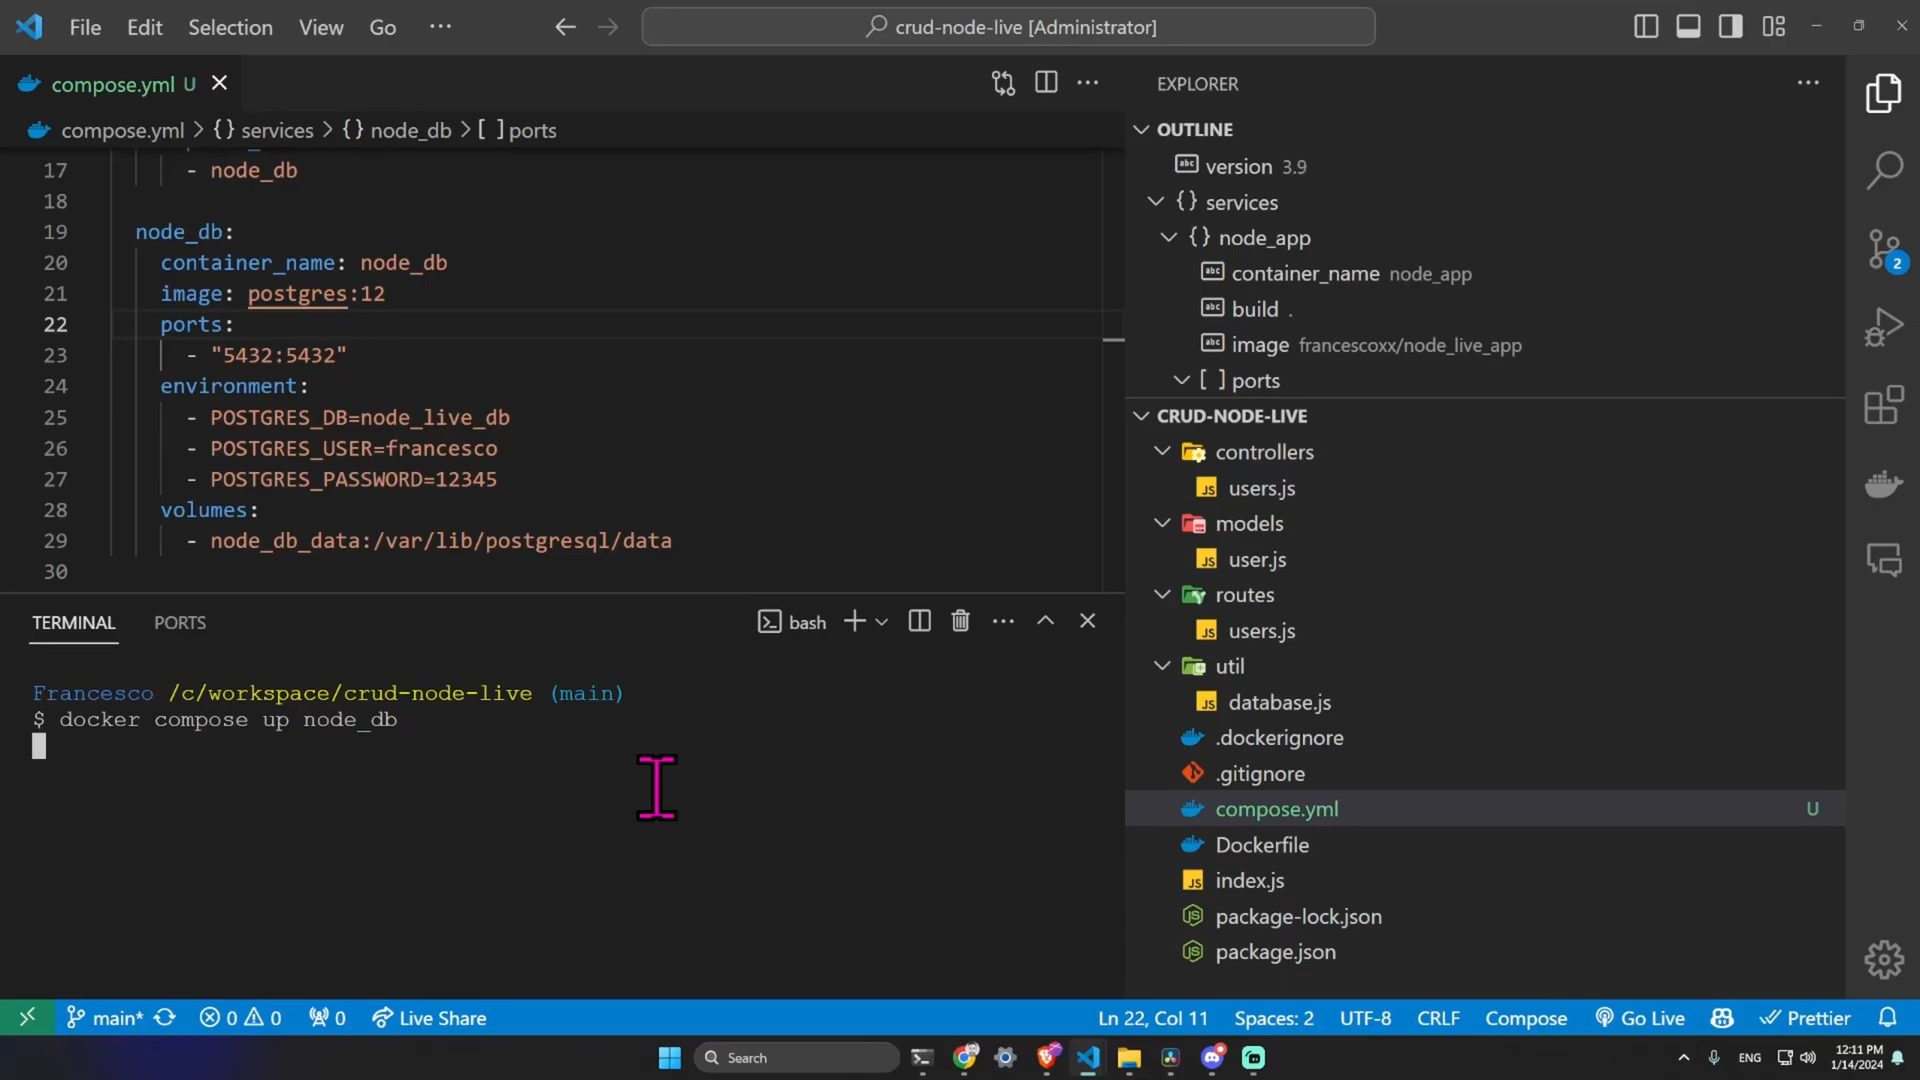 File Edit Selection View Go ···
crud-node-live [Administrator]
compose.yml U
compose.yml > {} services > {} node_db > [ ] ports
17 - node_db
18
19 node_db:
20 container_name: node_db
21 image: postgres:12
22 ports:
23 - "5432:5432"
24 environment:
25 - POSTGRES_DB=node_live_db
26 - POSTGRES_USER=francesco
27 - POSTGRES_PASSWORD=12345
28 volumes:
29 - node_db_data:/var/lib/postgresql/data
30
TERMINAL PORTS
bash
Francesco /c/workspace/crud-node-live (main)
$ docker compose up node_db
EXPLORER
OUTLINE
version 3.9
{} services
{} node_app
container_name node_app
build .
image francescoxx/node_live_app
[ ] ports
CRUD-NODE-LIVE
controllers
JS users.js
models
JS user.js
routes
JS users.js
util
JS database.js
.dockerignore
.gitignore
compose.yml U
Dockerfile
JS index.js
package-lock.json
package.json
2
main* 0 0 0 Live Share
Ln 22, Col 11 Spaces: 2 UTF-8 CRLF Compose Go Live Prettier
Search
ENG
12:11 PM
1/14/2024